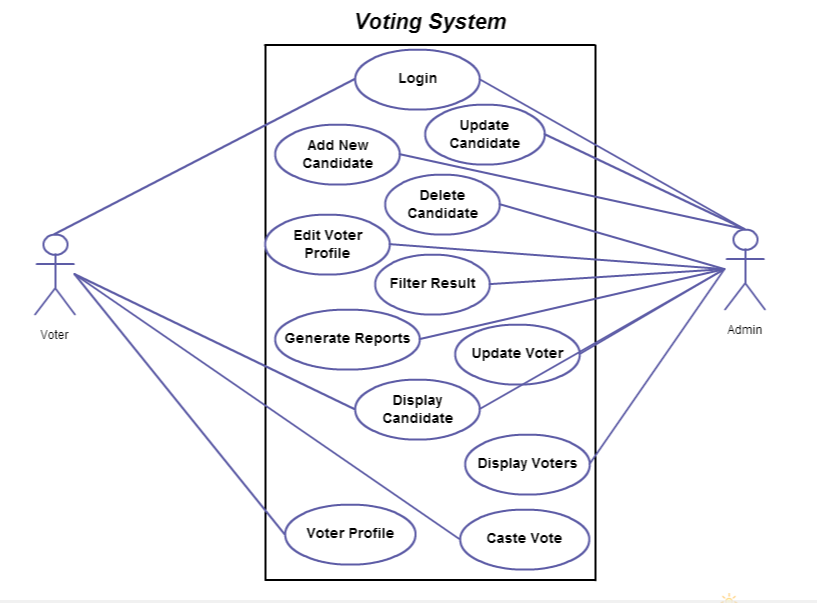 Voting System
Login
Update
Candidate
Add New
Candidate
Delete
Candidate
Edit Voter
Profile
Filter Result
Voter
Admin
Generate Reports
Update Voter
Display
Candidate
Display Voters
Voter Profile
Caste Vote